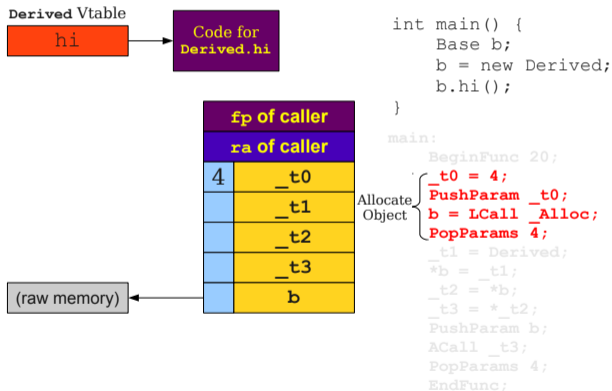 Derived Vtable
hi
Code for
Derived.hi
fp of caller
ra of caller
4 _t0
_t1
_t2
_t3
b
(raw memory)
int main() {
Base b;
b = new Derived;
b.hi();
}
main:
BeginFunc 20;
_t0 = 4;
PushParam _t0;
b = LCall _Alloc;
PopParams 4;
Allocate
Object
_t1 = Derived;
*b = _t1;
_t2 = *b;
_t3 = *_t2;
PushParam b;
ACall _t3;
PopParams 4;
EndFunc;